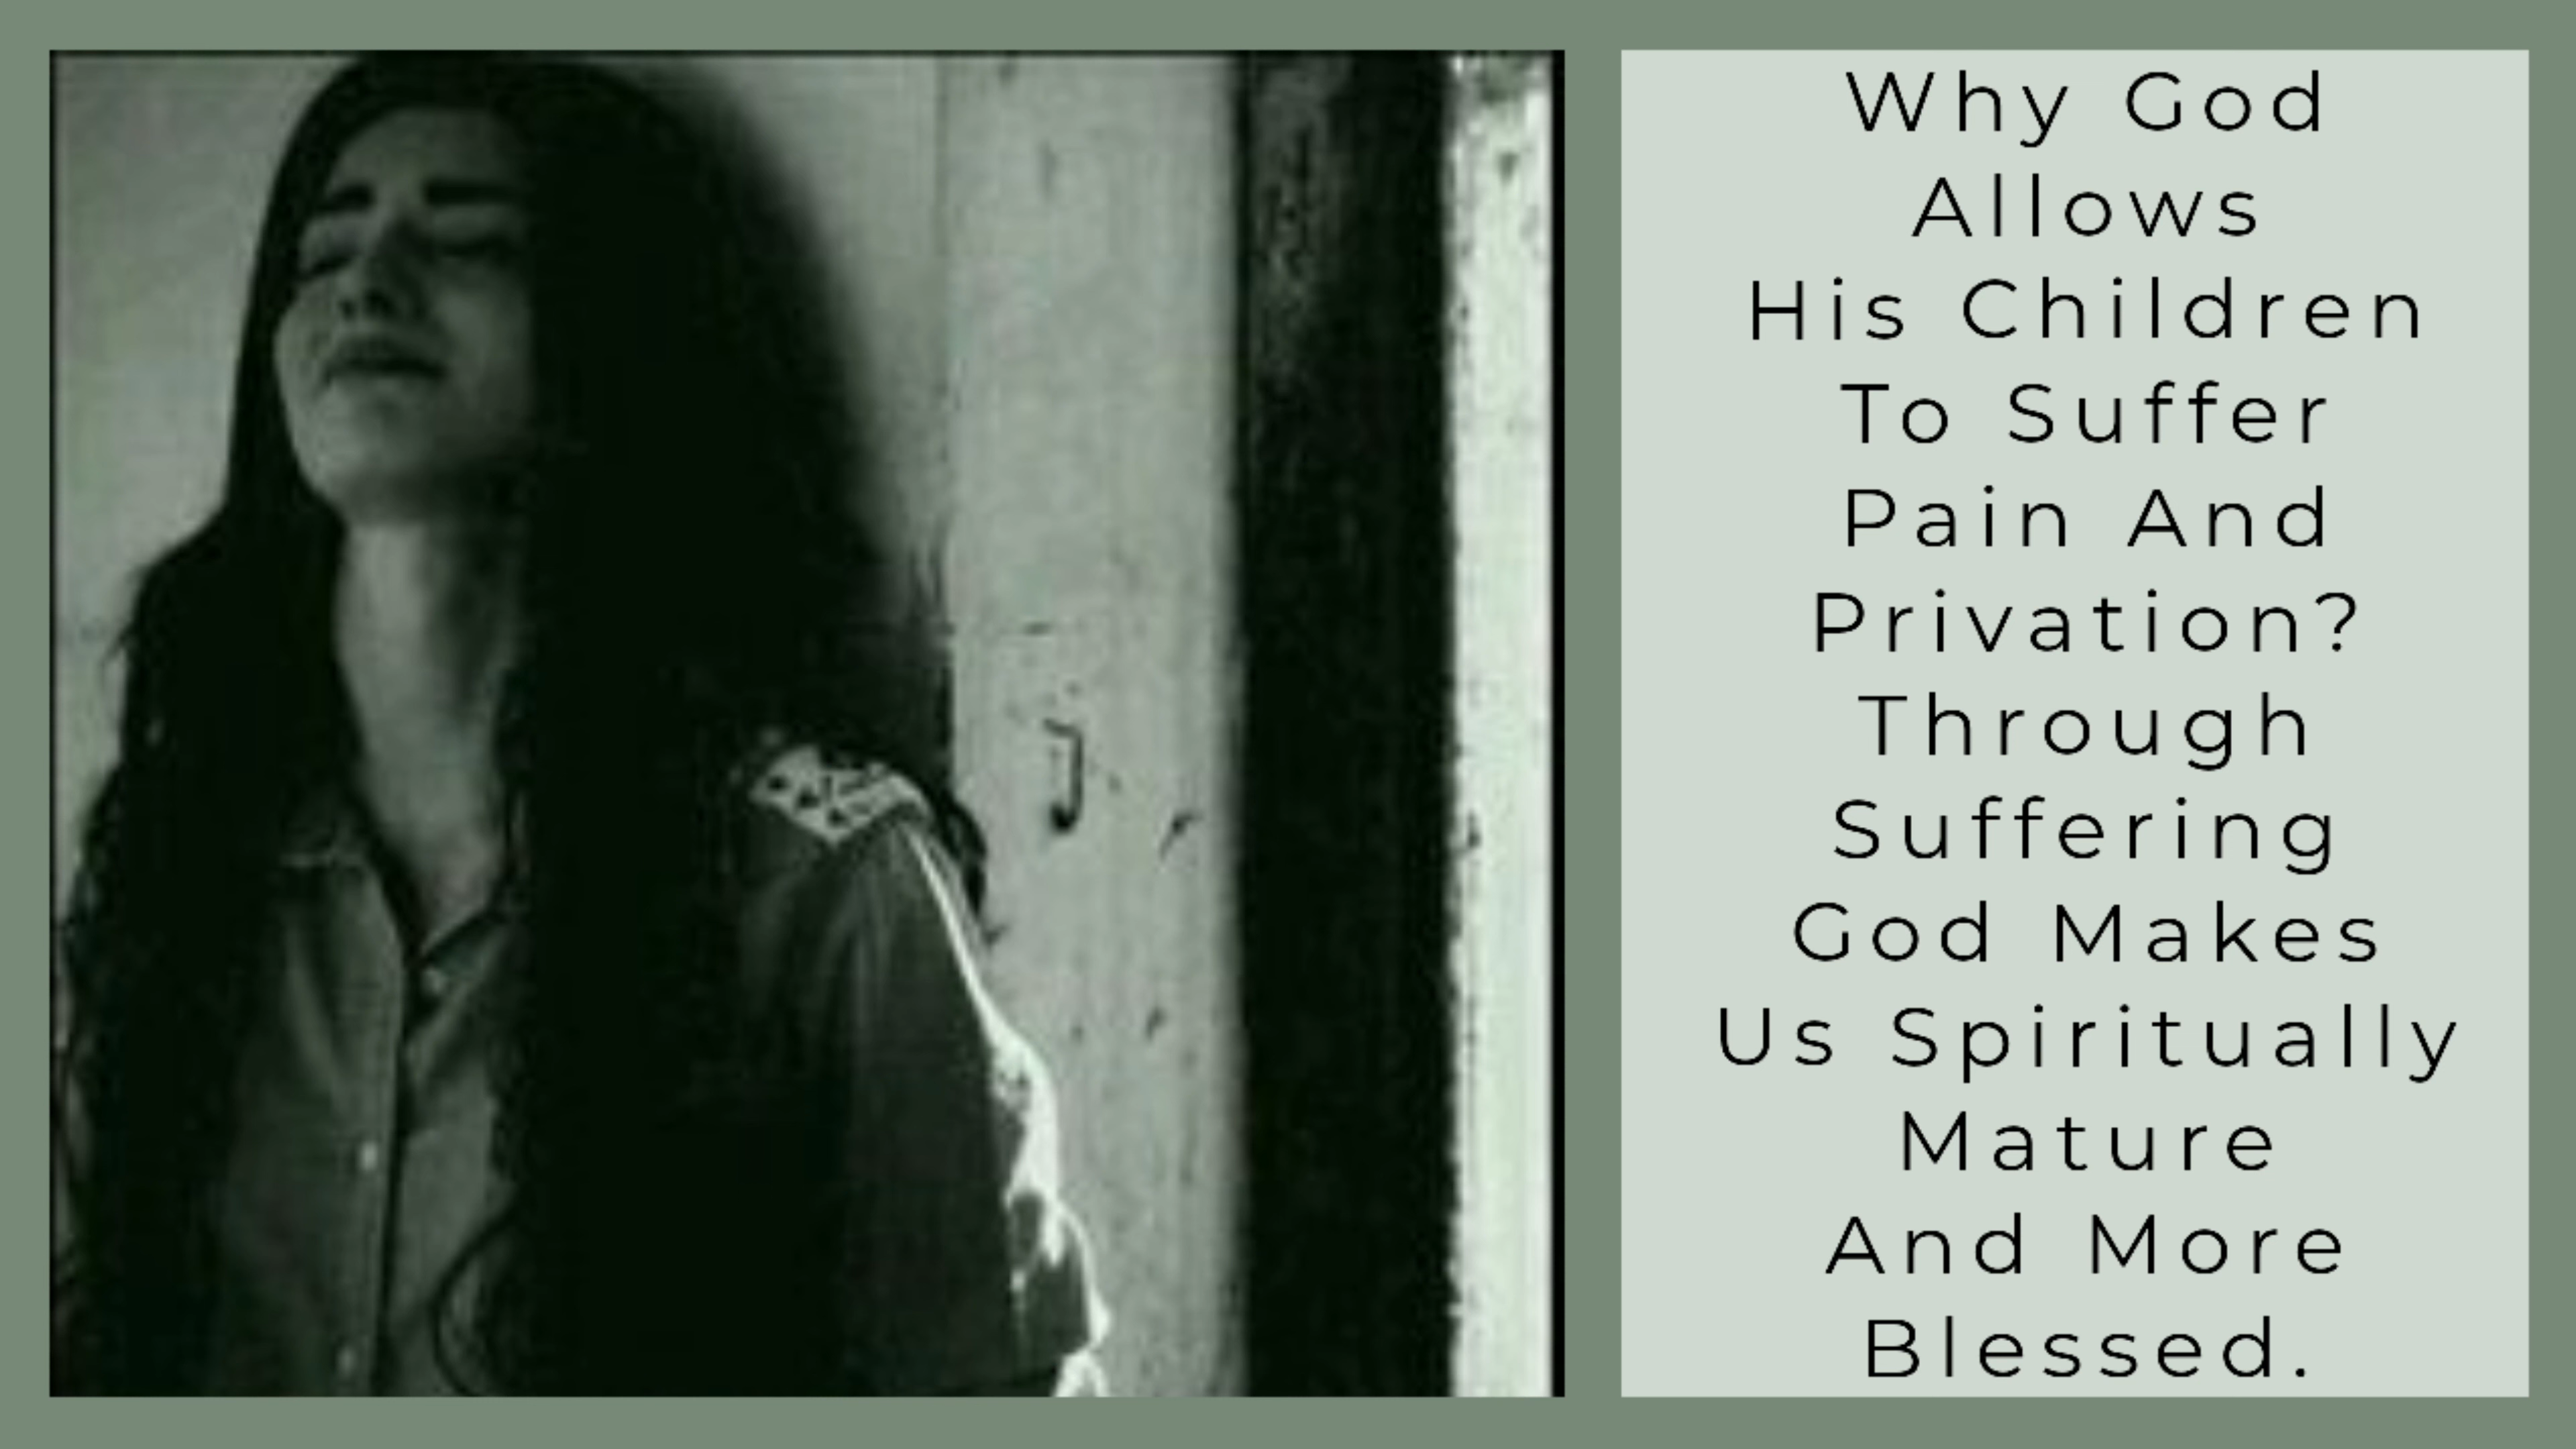 Why God
Allows
His Children
To Suffer
Pain And
Privation?
Through
Suffering
God Makes
Us Spiritually
Mature
And More
Blessed.